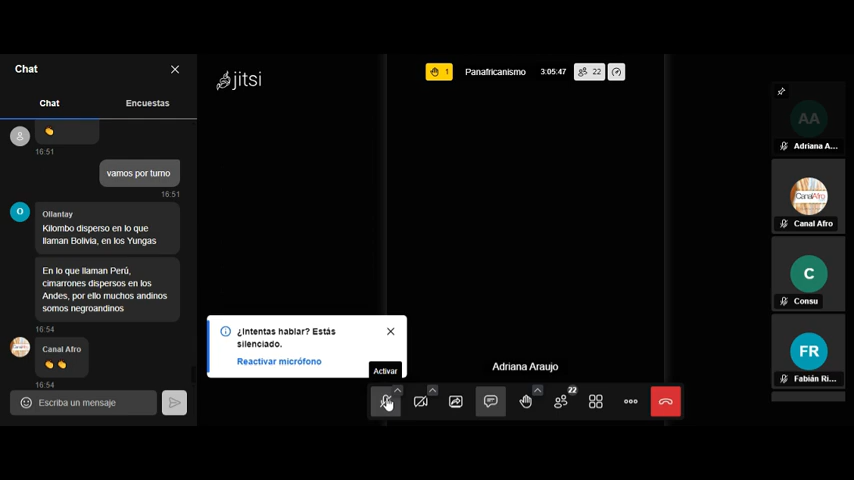 Chat
Chat
Encuestas
16:51
vamos por turno
16:51
O
Ollantay
Kilombo disperso en lo que
llaman Bolivia, en los Yungas
En lo que llaman Perú,
cimarrones dispersos en los
Andes, por ello muchos andinos
somos negroandinos
16:54
Canal Afro
16:54
Escriba un mensaje
jitsi
1
Panafricanismo
3:05:47
22
¿Intentas hablar? Estás
silenciado.
Reactivar micrófono
Activar
Adriana Araujo
22
AA
Adriana A...
CanalAfro
Canal Afro
C
Consu
FR
Fabián Ri...